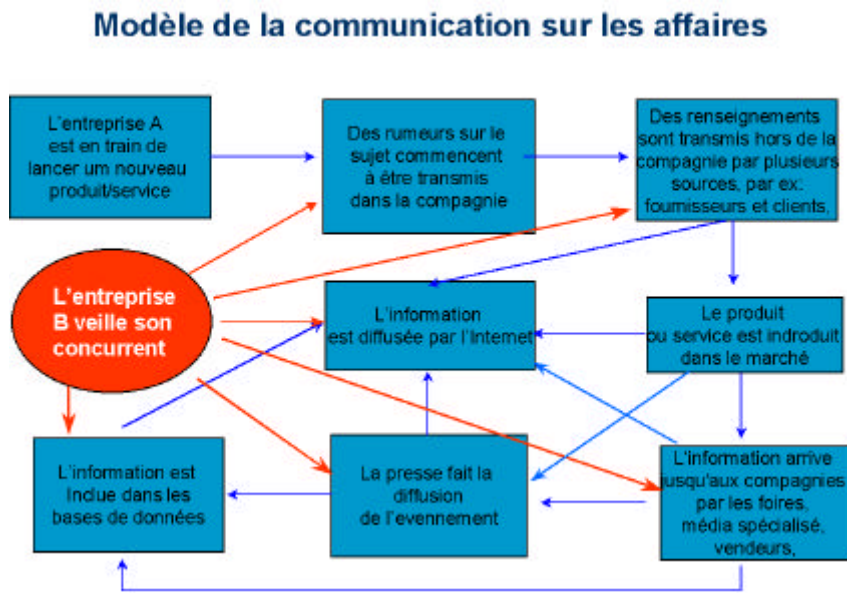 Modèle de la communication sur les affaires
L'entreprise A
est en train de
lancer um nouveau
produit/service
Des rumeurs sur le
sujet commencent
à être transmis
dans la compagnie
Des renseignements
sont transmis hors de la
compagnie par plusieurs
sources, par ex:
fournisseurs et clients,
L'entreprise
B veille son
concurrent
L'information
est diffusée par l'Internet
Le produit
ou service est indroduit
dans le marché
L'information est
Inclue dans les
bases de données
La presse fait la
diffusion
de l'evennement
L'information arrive
jusqu'aux compagnies
par les foires,
média spécialisé,
vendeurs,